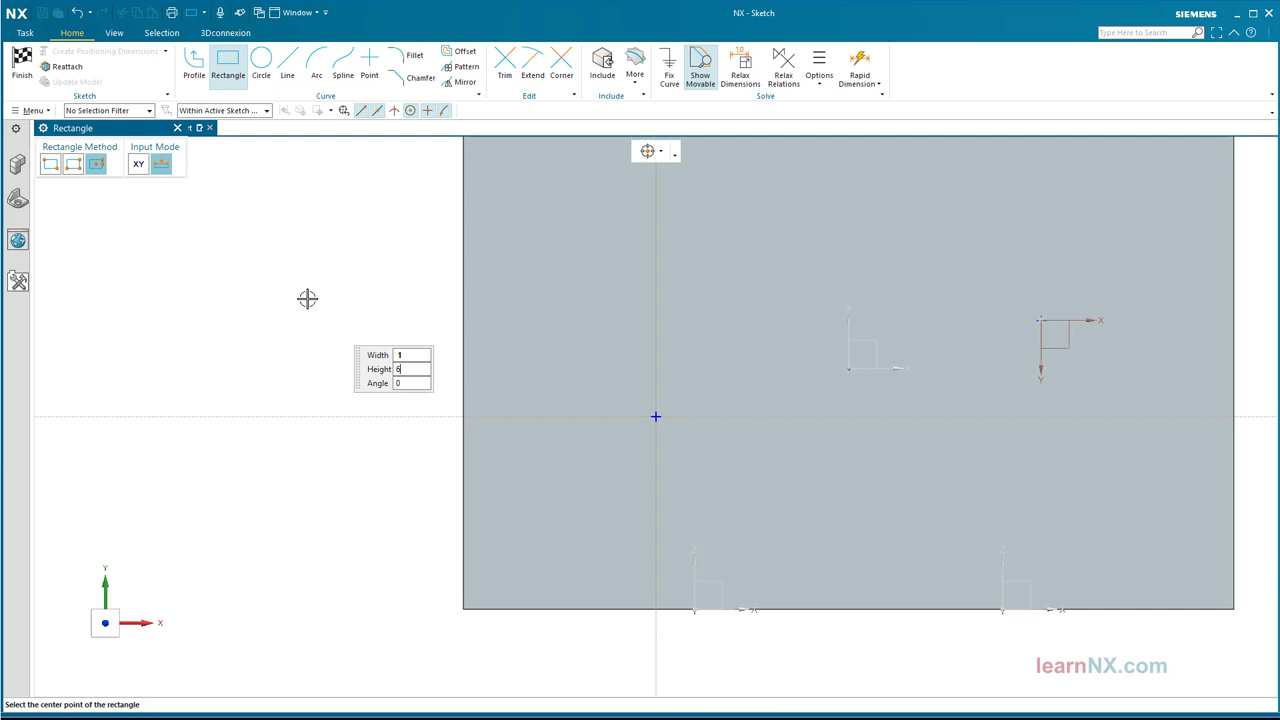 NX
Window
NX - Sketch
SIEMENS
Task
Home
View
Selection
3Dconnexion
Type Here to Search
Finish
Create Positioning Dimensions
Reattach
Update Model
Sketch
Profile
Rectangle
Circle
Line
Arc
Spline
Point
Fillet
Chamfer
Offset
Pattern
Mirror
Curve
Trim
Extend
Corner
Edit
Include
More
Include
Fix
Curve
Show
Movable
Relax
Dimensions
Relax
Relations
Options
Rapid
Dimension
Solve
Menu
No Selection Filter
Within Active Sketch
Rectangle
Rectangle Method
Input Mode
XY
Width 1
Height 6
Angle 0
X
Y
Y
X
learnNX.com
Select the center point of the rectangle